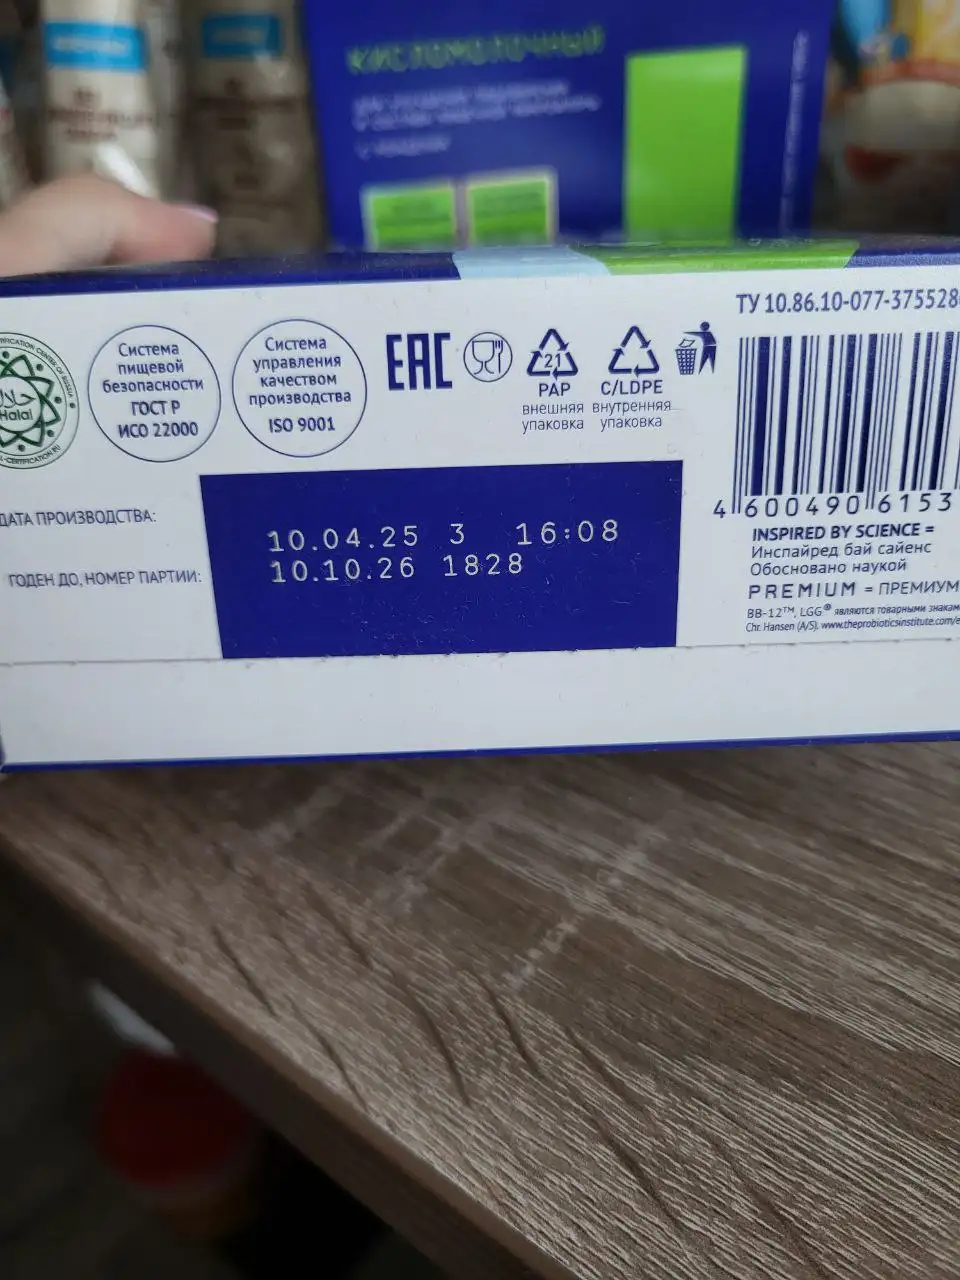 КИСЛОМОЛОЧНЫЙ
ТУ 10.86.10-077-375528
Halal
Система
пищевой
безопасности
ГОСТ Р
ИСО 22000
Система
управления
качеством
производства
ISO 9001
EAC
21
PAP
внешняя
упаковка
C/LDPE
внутренняя
упаковка
4 600490 6153
ДАТА ПРОИЗВОДСТВА:
10.04.25 3 16:08
ГОДЕН ДО, НОМЕР ПАРТИИ:
10.10.26 1828
INSPIRED BY SCIENCE =
Инспайред бай сайенс
Обосновано наукой
PREMIUM = ПРЕМИУМ
BB-12™, LGG® являются товарными знаками
Chr. Hansen (A/S). www.theprobioticsinstitute.com/e